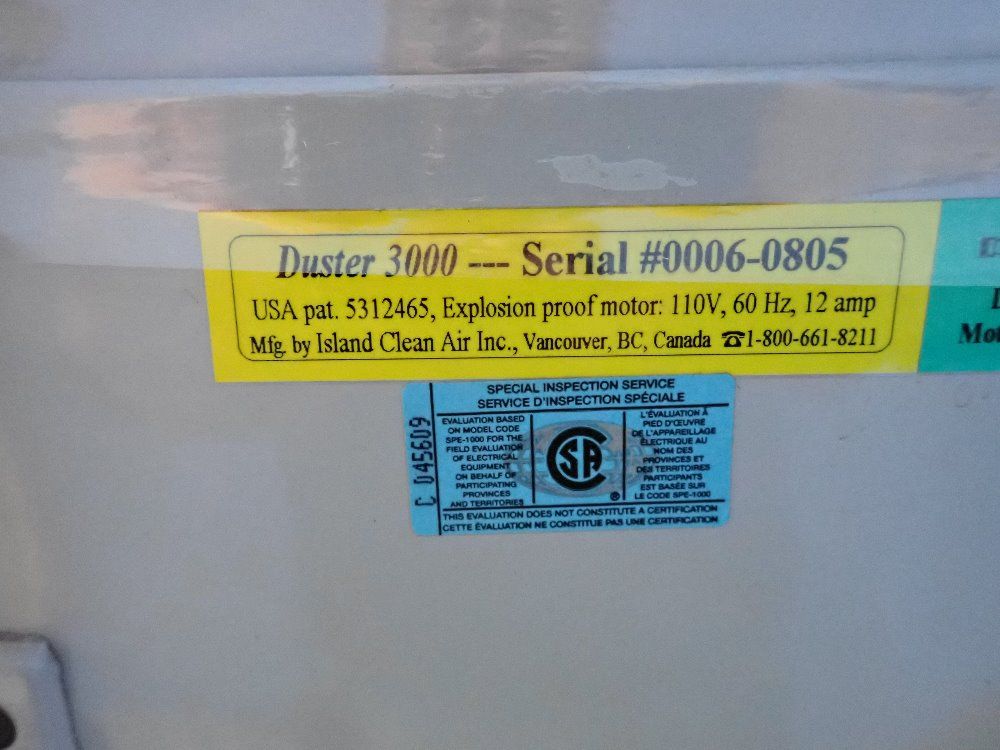 Duster 3000 --- Serial #0006-0805
USA pat. 5312465, Explosion proof motor: 110V, 60 Hz, 12 amp
Mfg. by Island Clean Air Inc., Vancouver, BC, Canada ☎1-800-661-8211
SPECIAL INSPECTION SERVICE
SERVICE D'INSPECTION SPÉCIALE
C 045609
EVALUATION BASED
ON MODEL CODE
SPE-1000 FOR THE
FIELD EVALUATION
OF ELECTRICAL
EQUIPMENT
ON BEHALF OF
PARTICIPATING
PROVINCES
AND TERRITORIES
CSA
®
L'ÉVALUATION À
PIED D'ŒUVRE
DE L'APPAREILLAGE
ÉLECTRIQUE AU
NOM DES
PROVINCES ET
DES TERRITOIRES
PARTICIPANTS
EST BASÉE SUR
LE CODE SPE-1000
THIS EVALUATION DOES NOT CONSTITUTE A CERTIFICATION
CETTE ÉVALUATION NE CONSTITUE PAS UNE CERTIFICATION